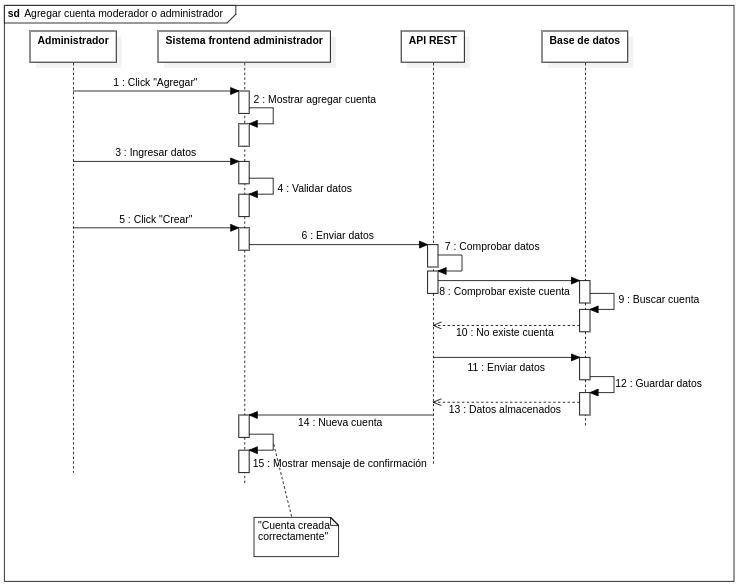 sd Agregar cuenta moderador o administrador
Administrador
Sistema frontend administrador
API REST
Base de datos
1 : Click "Agregar"
2 : Mostrar agregar cuenta
3 : Ingresar datos
4 : Validar datos
5 : Click "Crear"
6 : Enviar datos
7 : Comprobar datos
8 : Comprobar existe cuenta
9 : Buscar cuenta
10 : No existe cuenta
11 : Enviar datos
12 : Guardar datos
13 : Datos almacenados
14 : Nueva cuenta
15 : Mostrar mensaje de confirmación
"Cuenta creada
correctamente"